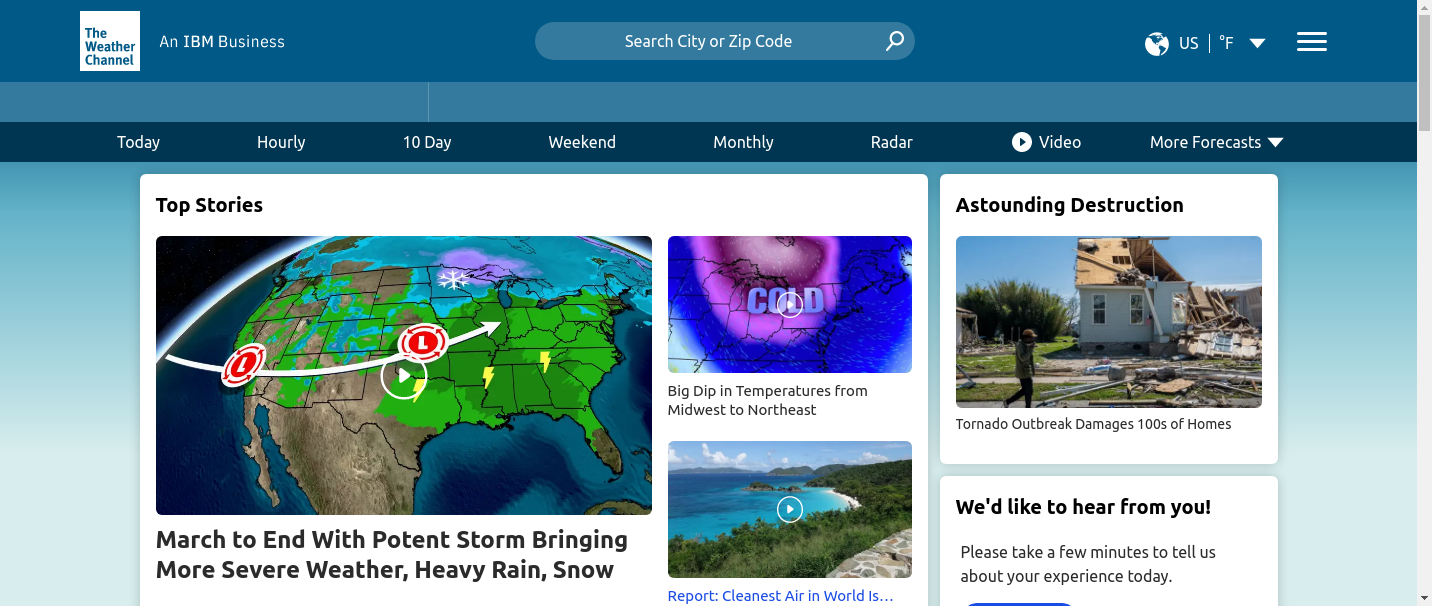 The
Weather
Channel
An IBM Business
Search City or Zip Code
US
°F
Today
Hourly
10 Day
Weekend
Monthly
Radar
Video
More Forecasts
Top Stories
L
L
March to End With Potent Storm Bringing
More Severe Weather, Heavy Rain, Snow
COLD
Big Dip in Temperatures from
Midwest to Northeast
Report: Cleanest Air in World Is…
Astounding Destruction
Tornado Outbreak Damages 100s of Homes
We'd like to hear from you!
Please take a few minutes to tell us
about your experience today.